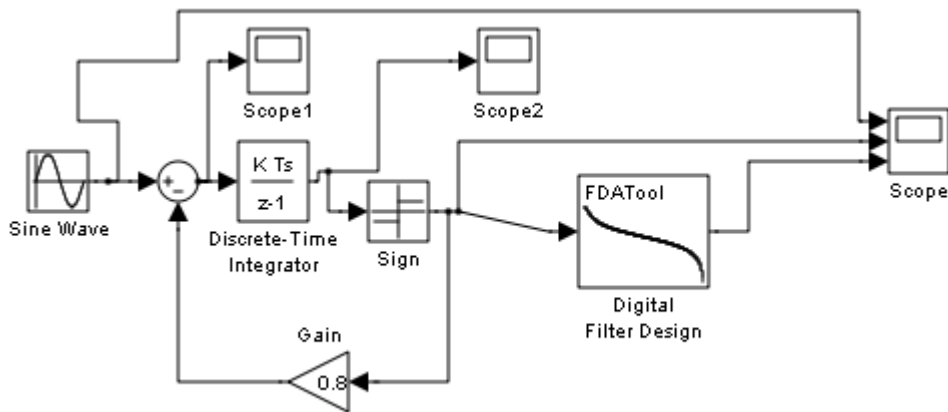 Scope1
Scope2
Scope
Sine Wave
+
−
K Ts
z-1
Discrete-Time
Integrator
Sign
FDATool
Digital
Filter Design
Gain
0.8